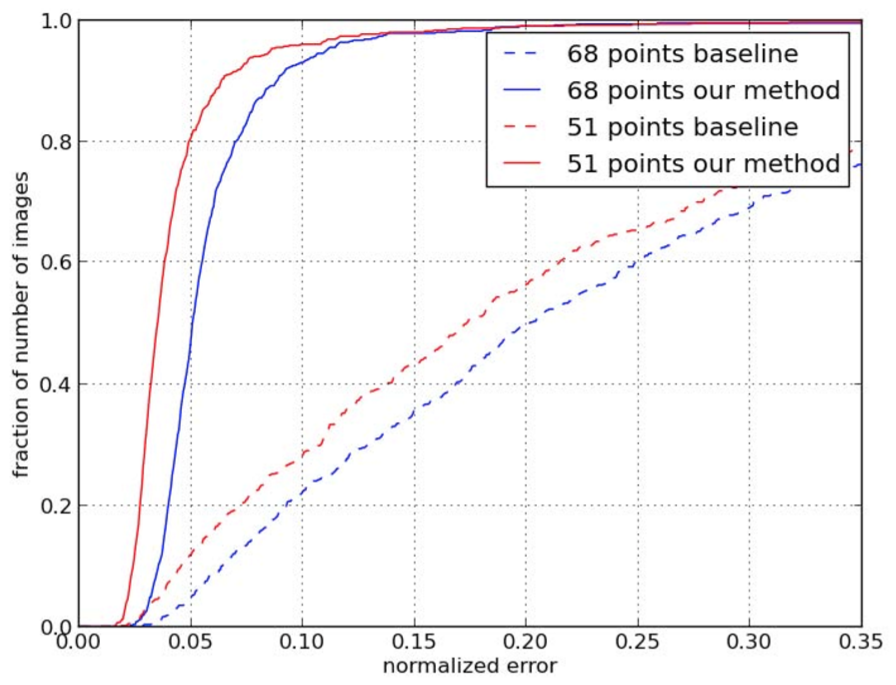 1.0
0.8
0.6
0.4
0.2
0.0
fraction of number of images
68 points baseline
68 points our method
51 points baseline
51 points our method
0.00 0.05 0.10 0.15 0.20 0.25 0.30 0.35
normalized error